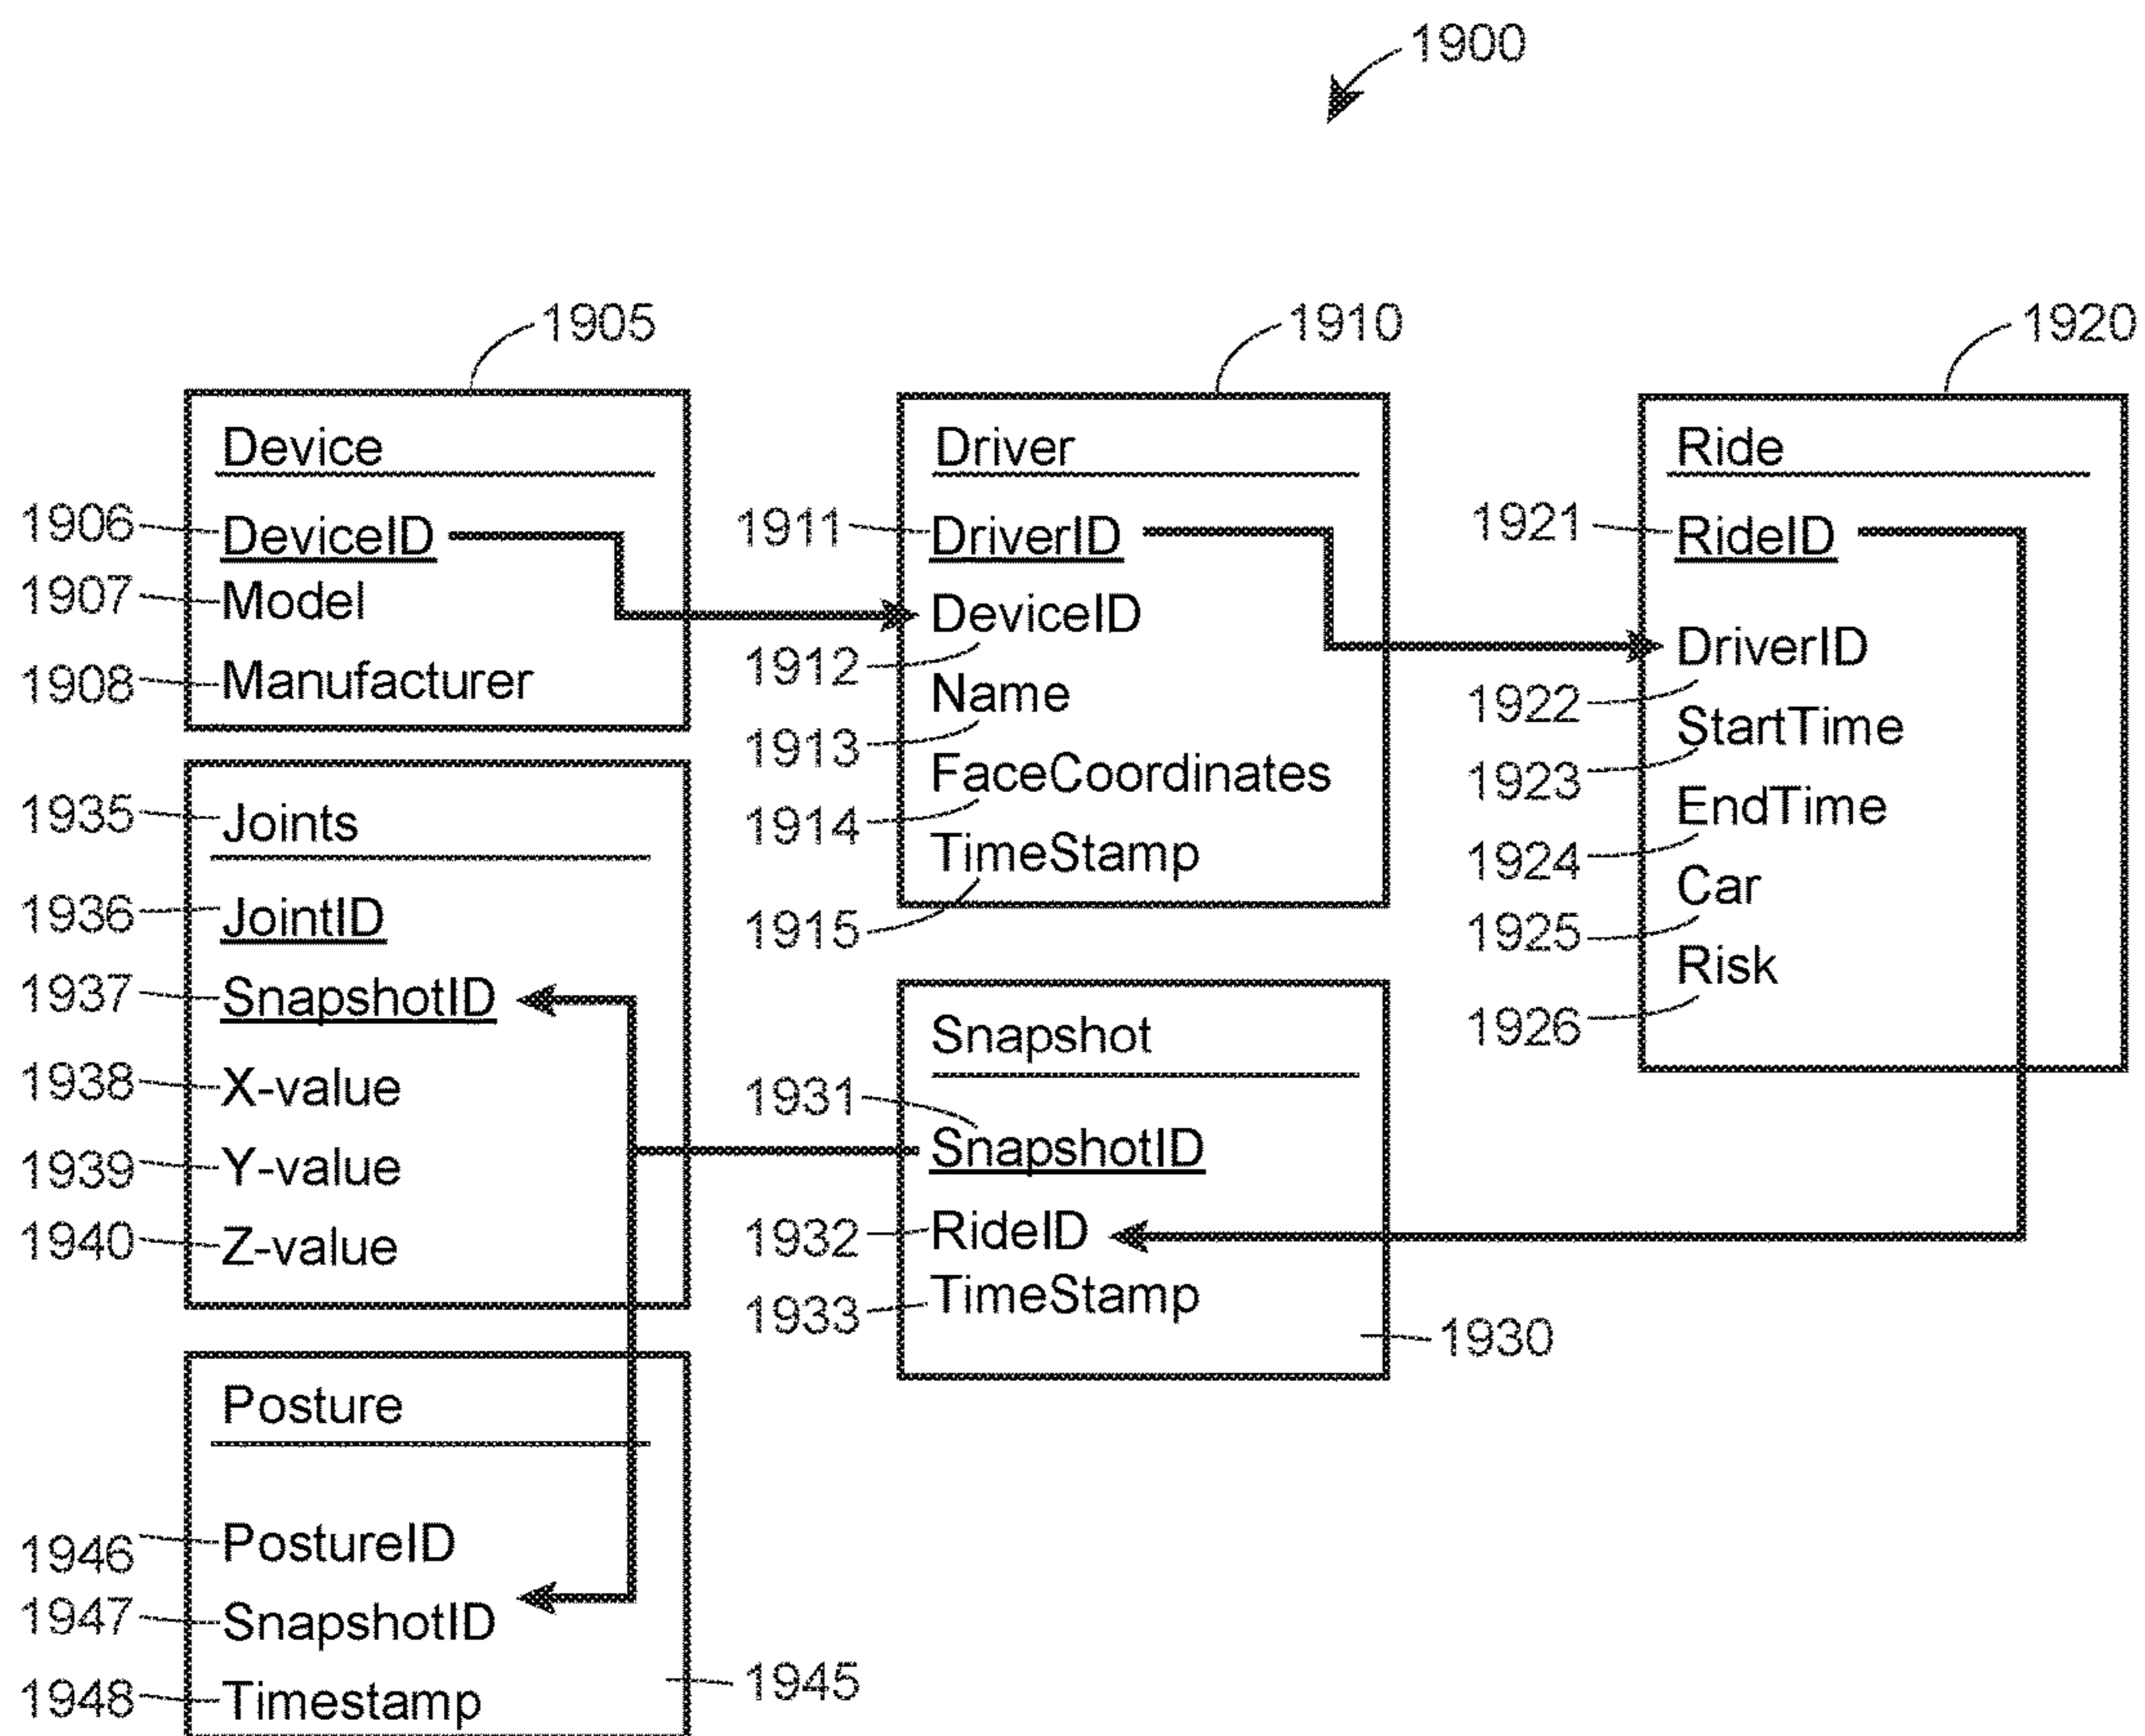 1900
1905
Device
1906 DeviceID
1907 Model
1908 Manufacturer
1910
Driver
1911 DriverID
DeviceID
1912
Name
1913
FaceCoordinates
1914
TimeStamp
1915
1920
Ride
1921 RideID
DriverID
1922
StartTime
1923
EndTime
1924
Car
1925
Risk
1926
1935 Joints
1936 JointID
1937 SnapshotID
1938 X-value
1939 Y-value
1940 Z-value
Snapshot
1931
SnapshotID
1932 RideID
1933 TimeStamp
1930
Posture
1946 PostureID
1947 SnapshotID
1948 Timestamp
1945